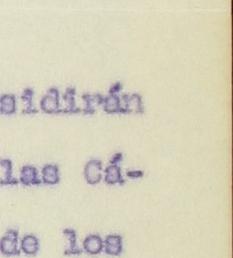 sidirán
las Cá-
de los